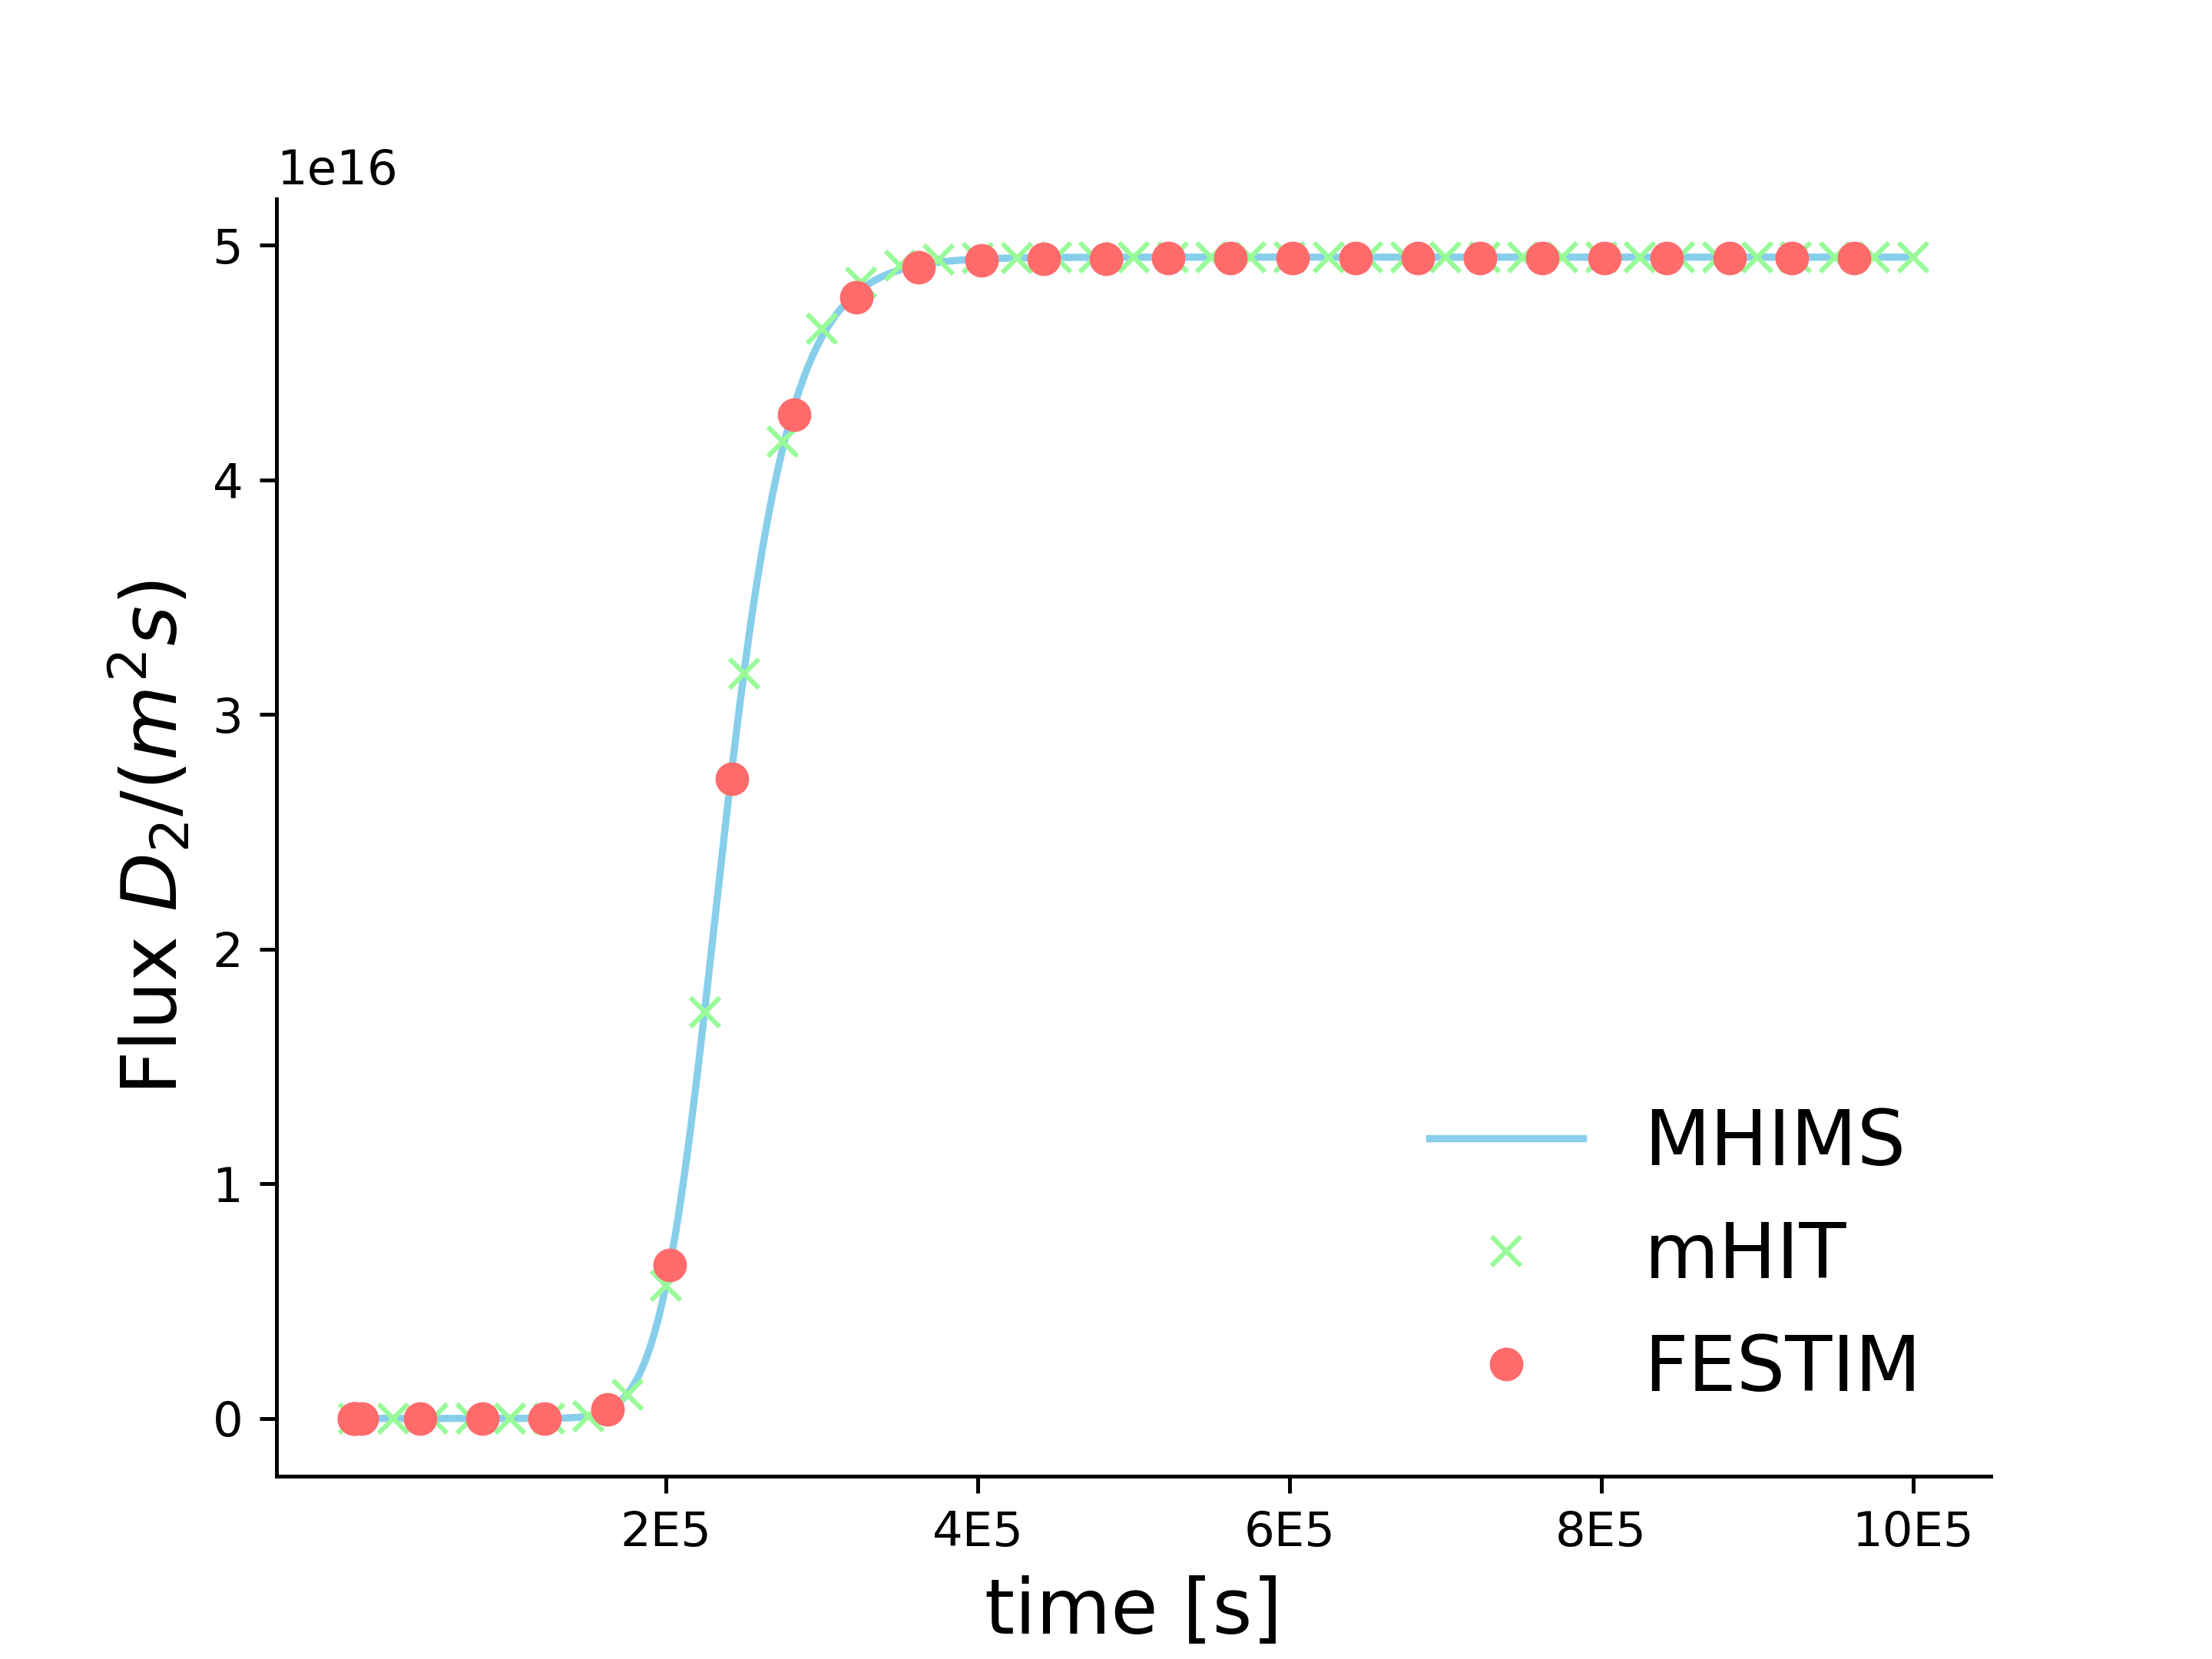 1e16
5
4
3
2
1
0
Flux D₂/(m²s)
MHIMS
mHIT
FESTIM
2E5 4E5 6E5 8E5 10E5
time [s]